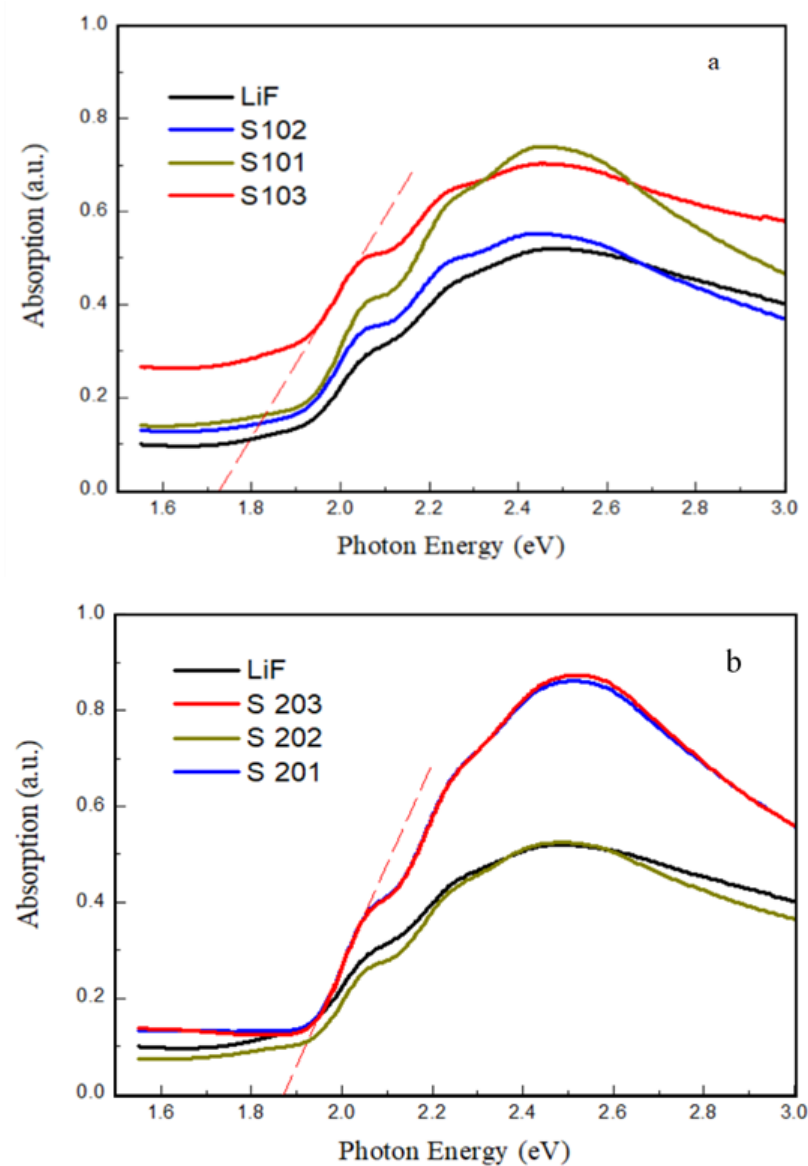 a
1.0
0.8
0.6
0.4
0.2
0.0
Absorption (a.u.)
LiF
S102
S101
S103
1.6 1.8 2.0 2.2 2.4 2.6 2.8 3.0
Photon Energy (eV)
b
1.0
0.8
0.6
0.4
0.2
0.0
Absorption (a.u.)
LiF
S 203
S 202
S 201
1.6 1.8 2.0 2.2 2.4 2.6 2.8 3.0
Photon Energy (eV)